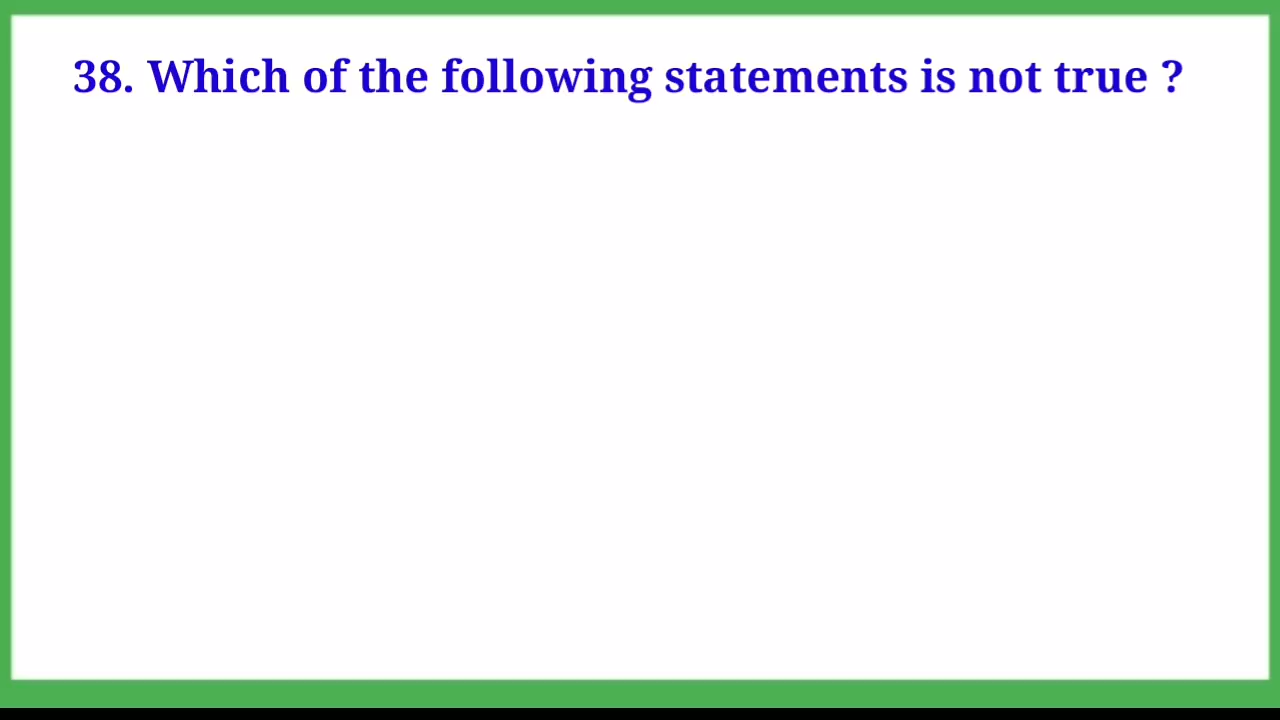 38. Which of the following statements is not true ?